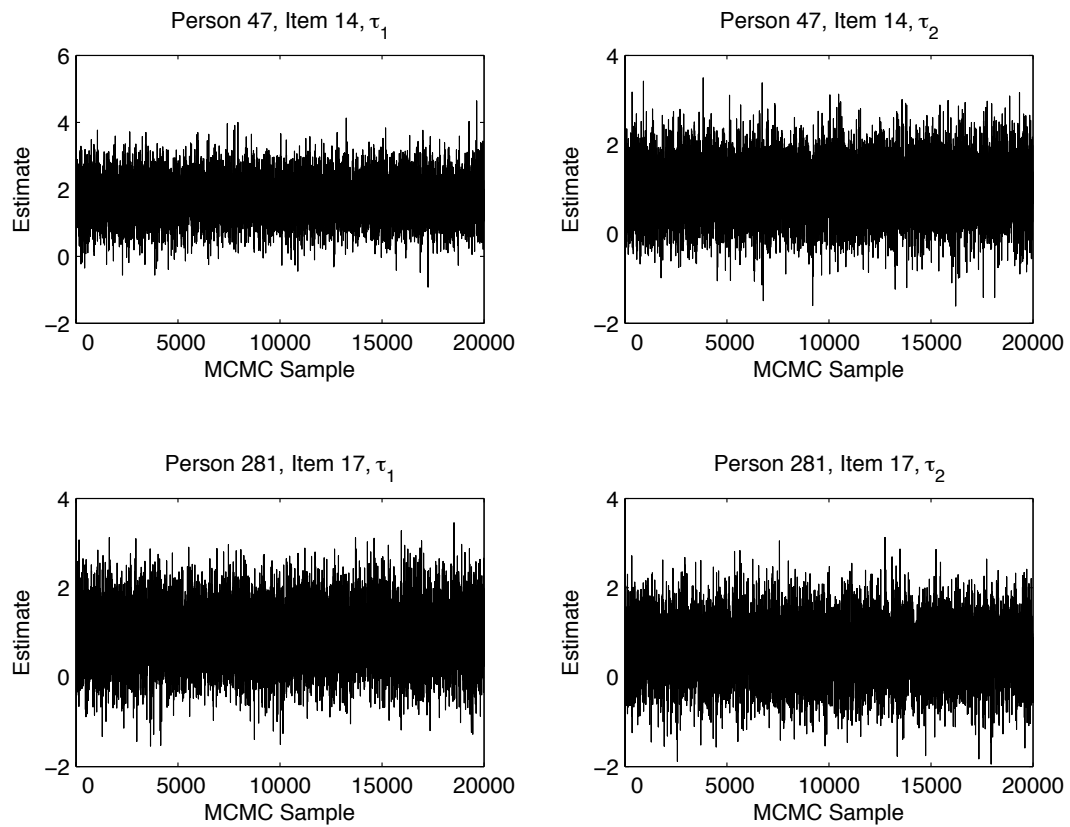 Person 47, Item 14, τ1
Person 47, Item 14, τ2
6
4
2
0
−2
Estimate
0 5000 10000 15000 20000
MCMC Sample
4
2
0
−2
Estimate
0 5000 10000 15000 20000
MCMC Sample
Person 281, Item 17, τ1
Person 281, Item 17, τ2
4
2
0
−2
Estimate
0 5000 10000 15000 20000
MCMC Sample
4
2
0
−2
Estimate
0 5000 10000 15000 20000
MCMC Sample